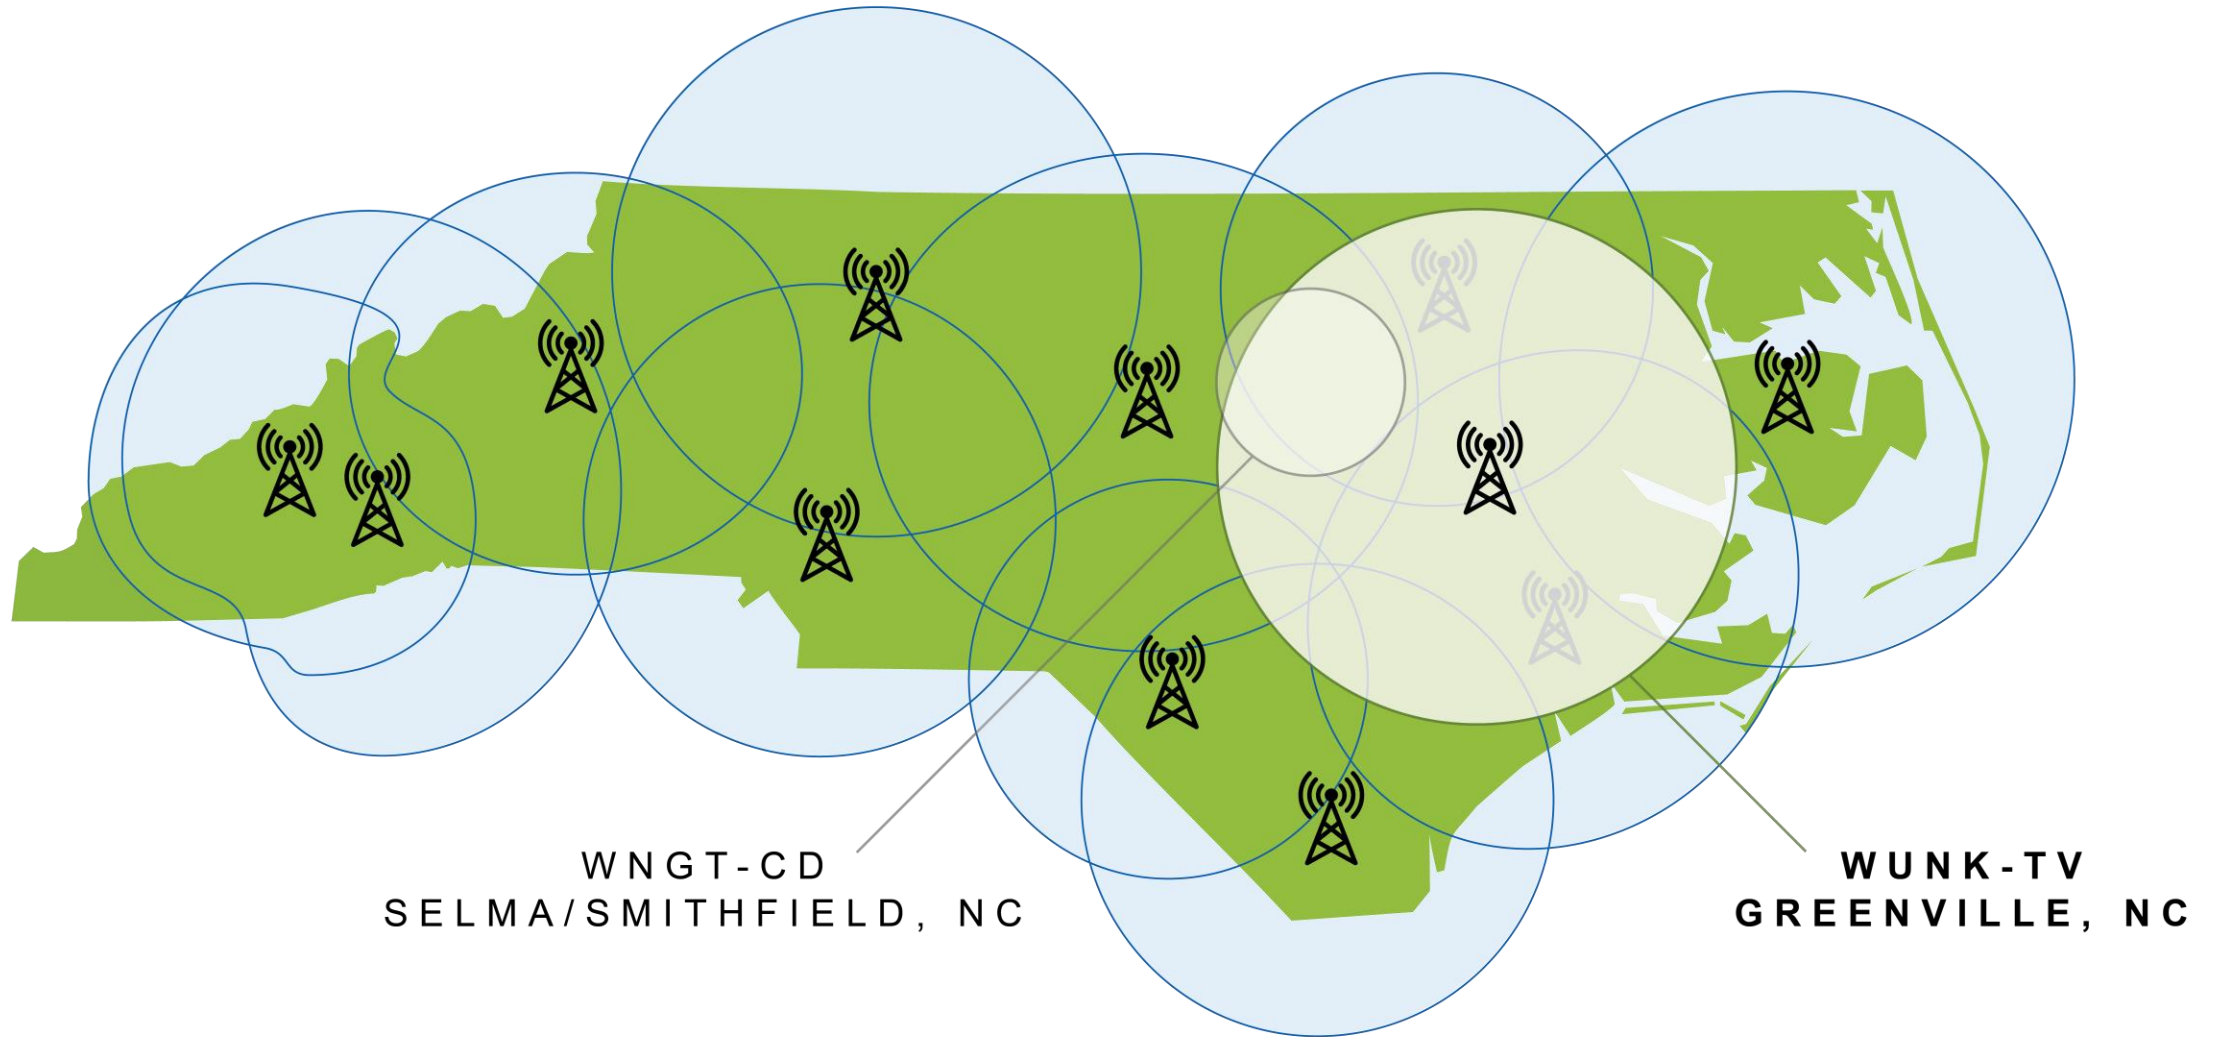 WNGT-CD
SELMA/SMITHFIELD, NC
WUNK-TV
GREENVILLE, NC